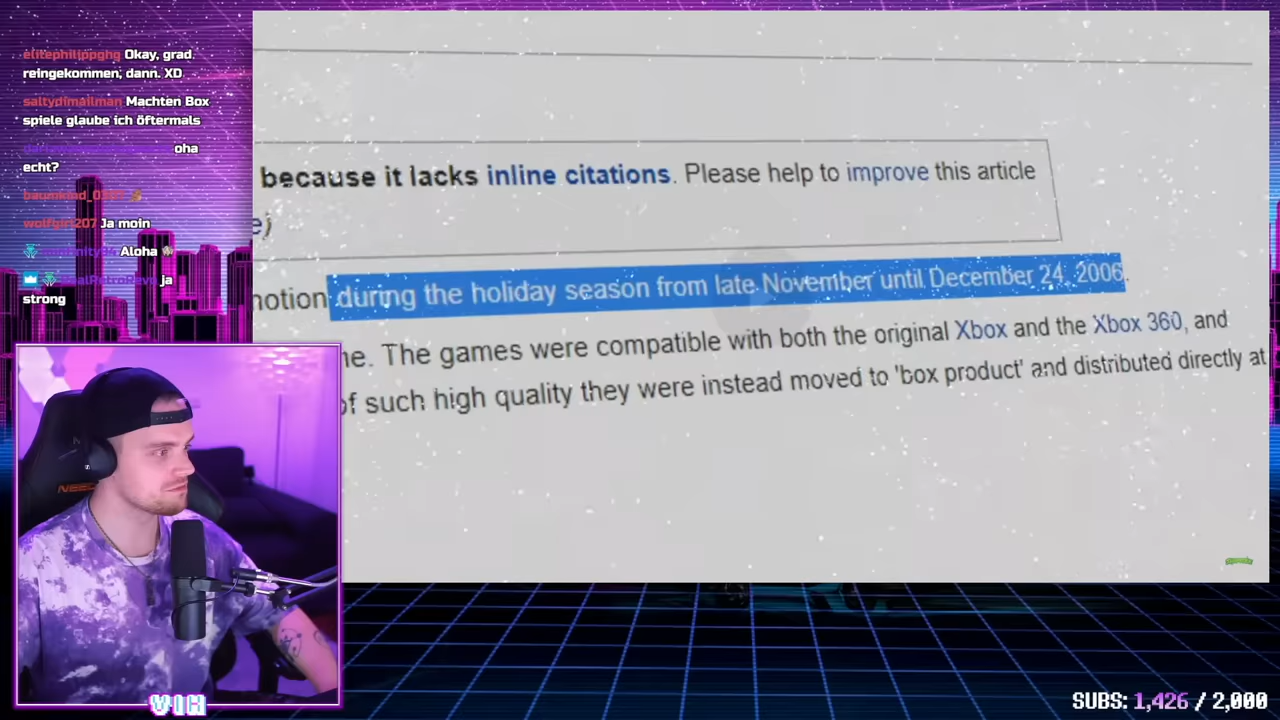 elitephilippghg Okay, grad
reingekommen, dann. XD
saltydimailman Machten Box
spiele glaube ich öftermals
oha
echt?
wolfgirl207 Ja moin
Aloha
ja
strong
because it lacks inline citations. Please help to improve this article
e)
notion during the holiday season from late November until December 24, 2006.
ne. The games were compatible with both the original Xbox and the Xbox 360, and
of such high quality they were instead moved to 'box product' and distributed directly at
VIK
SUBS: 1,426 / 2,000